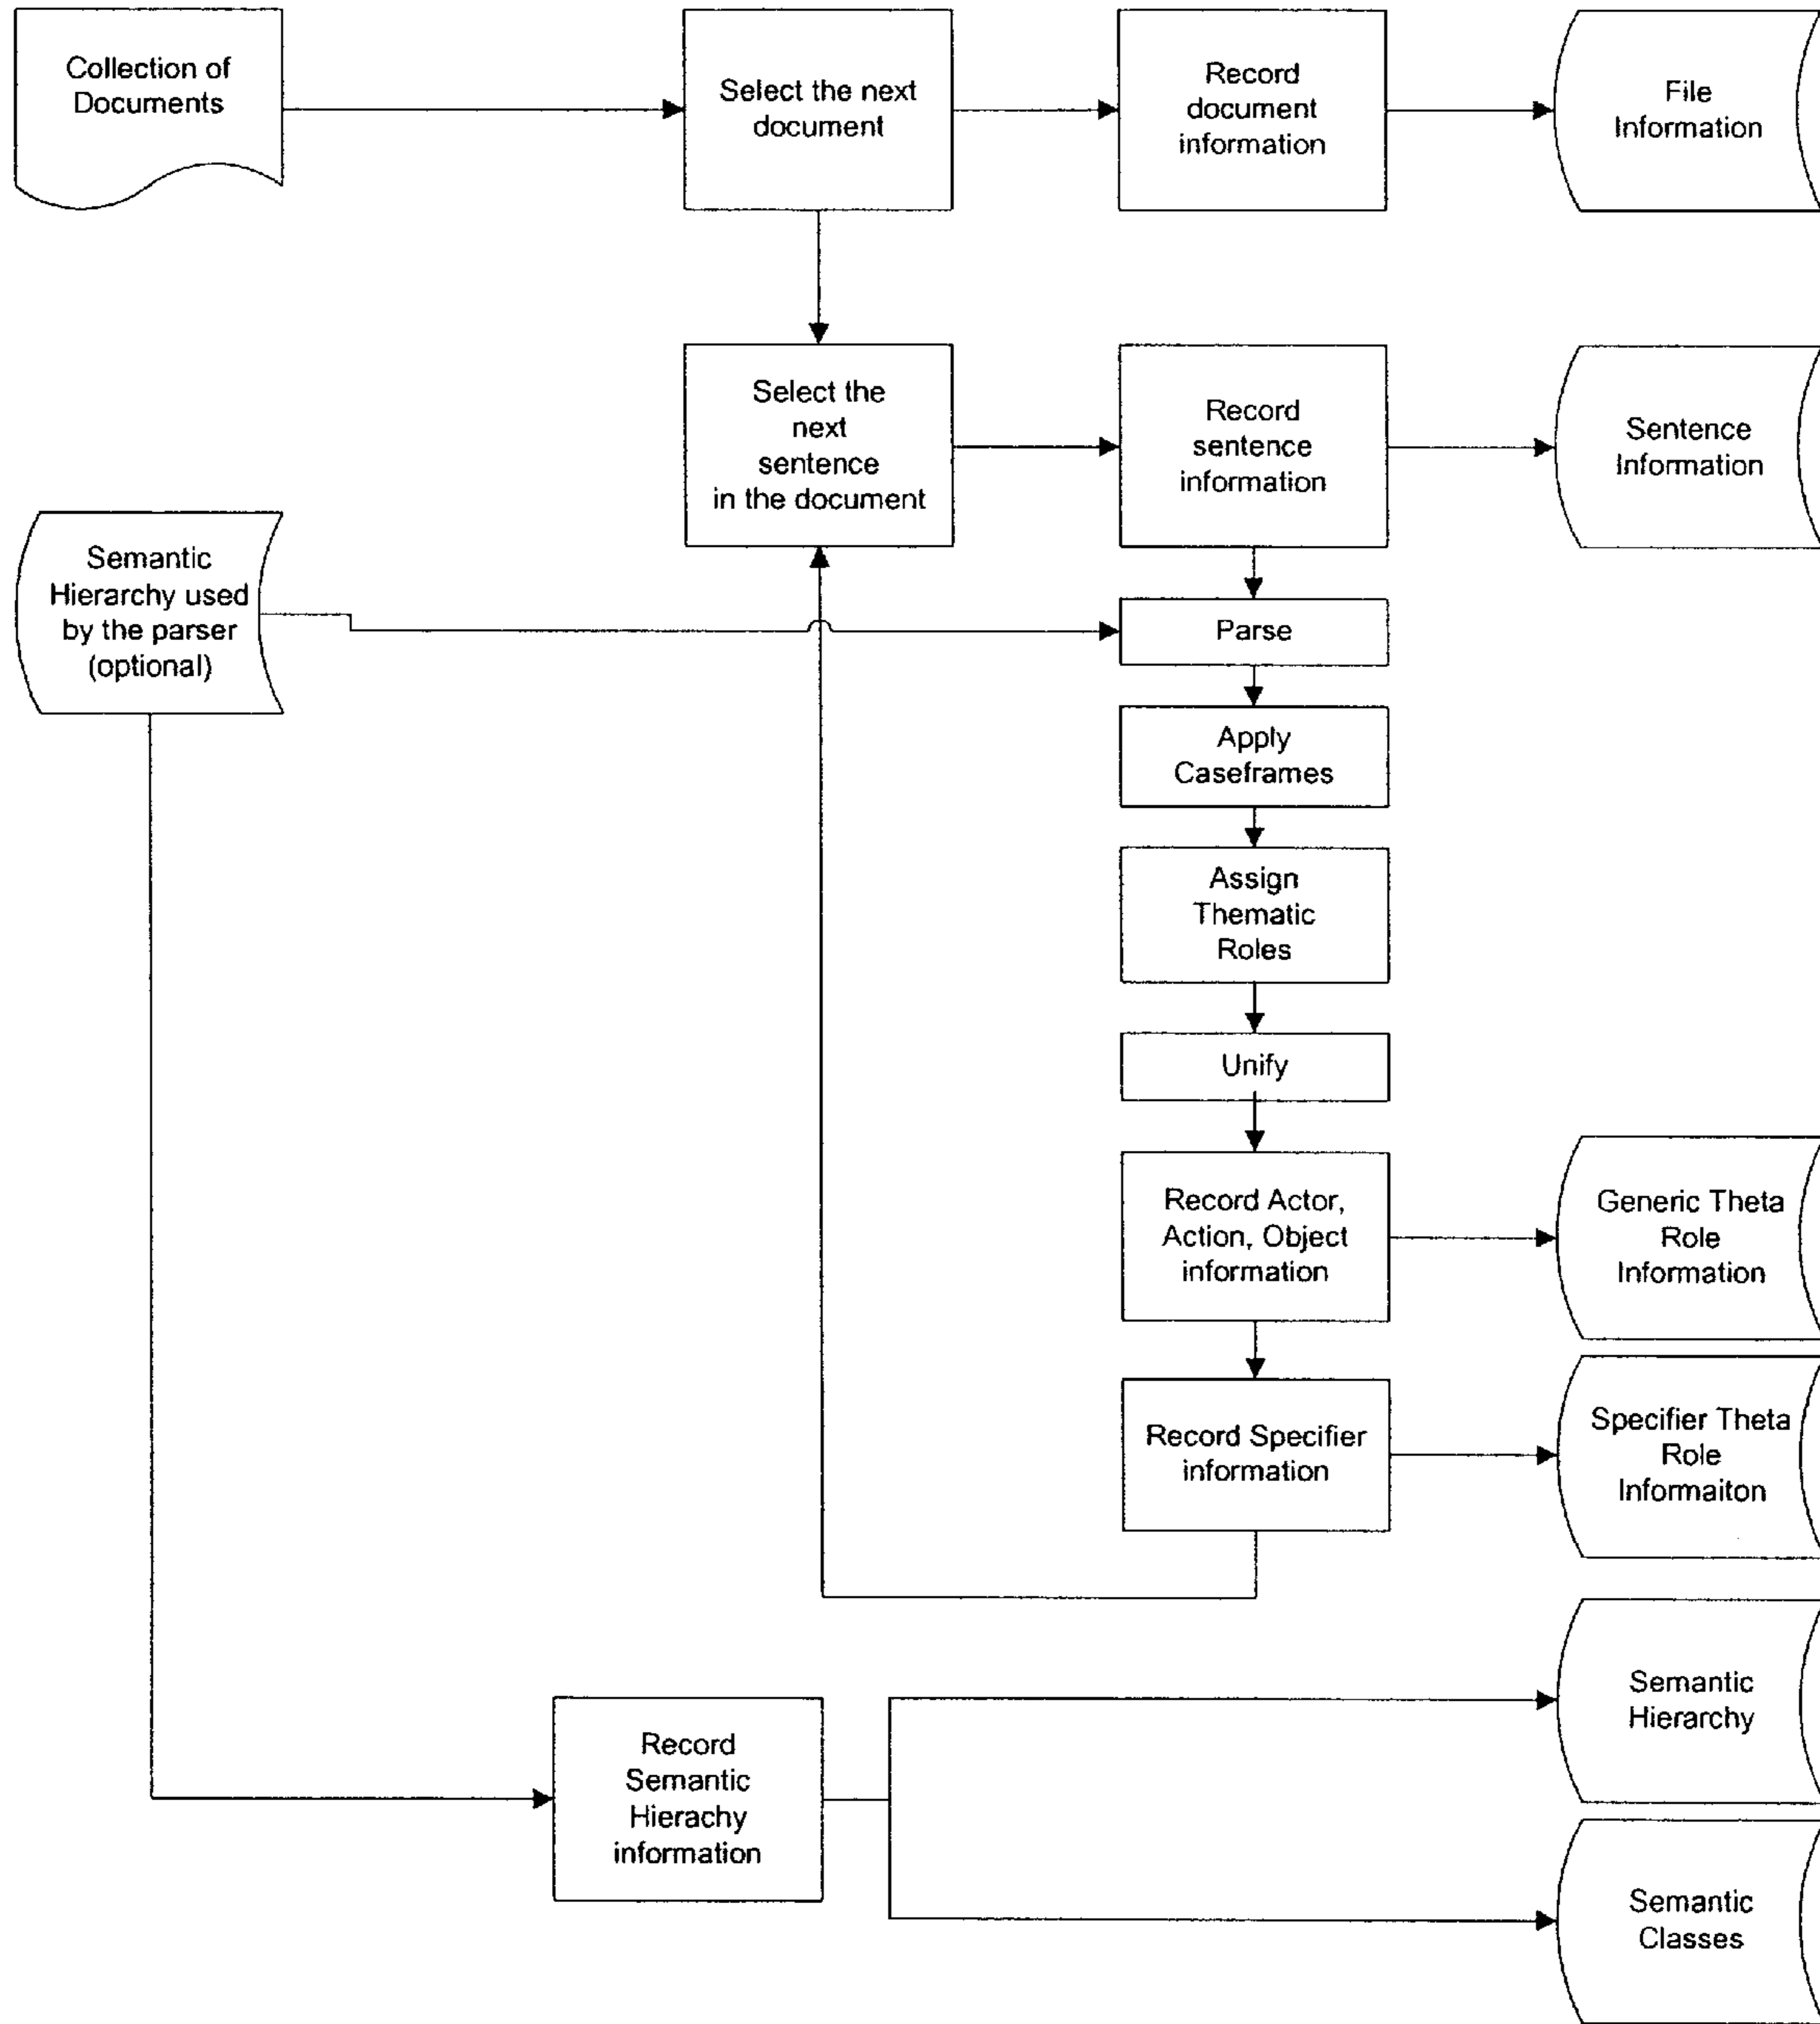 Collection of
Documents
Select the next
document
Record
document
information
File
Information
Select the
next
sentence
in the document
Record
sentence
information
Sentence
Information
Semantic
Hierarchy used
by the parser
(optional)
Parse
Apply
Caseframes
Assign
Thematic
Roles
Unify
Record Actor,
Action, Object
information
Generic Theta
Role
Information
Record Specifier
information
Specifier Theta
Role
Informaiton
Semantic
Hierarchy
Record
Semantic
Hierachy
information
Semantic
Classes